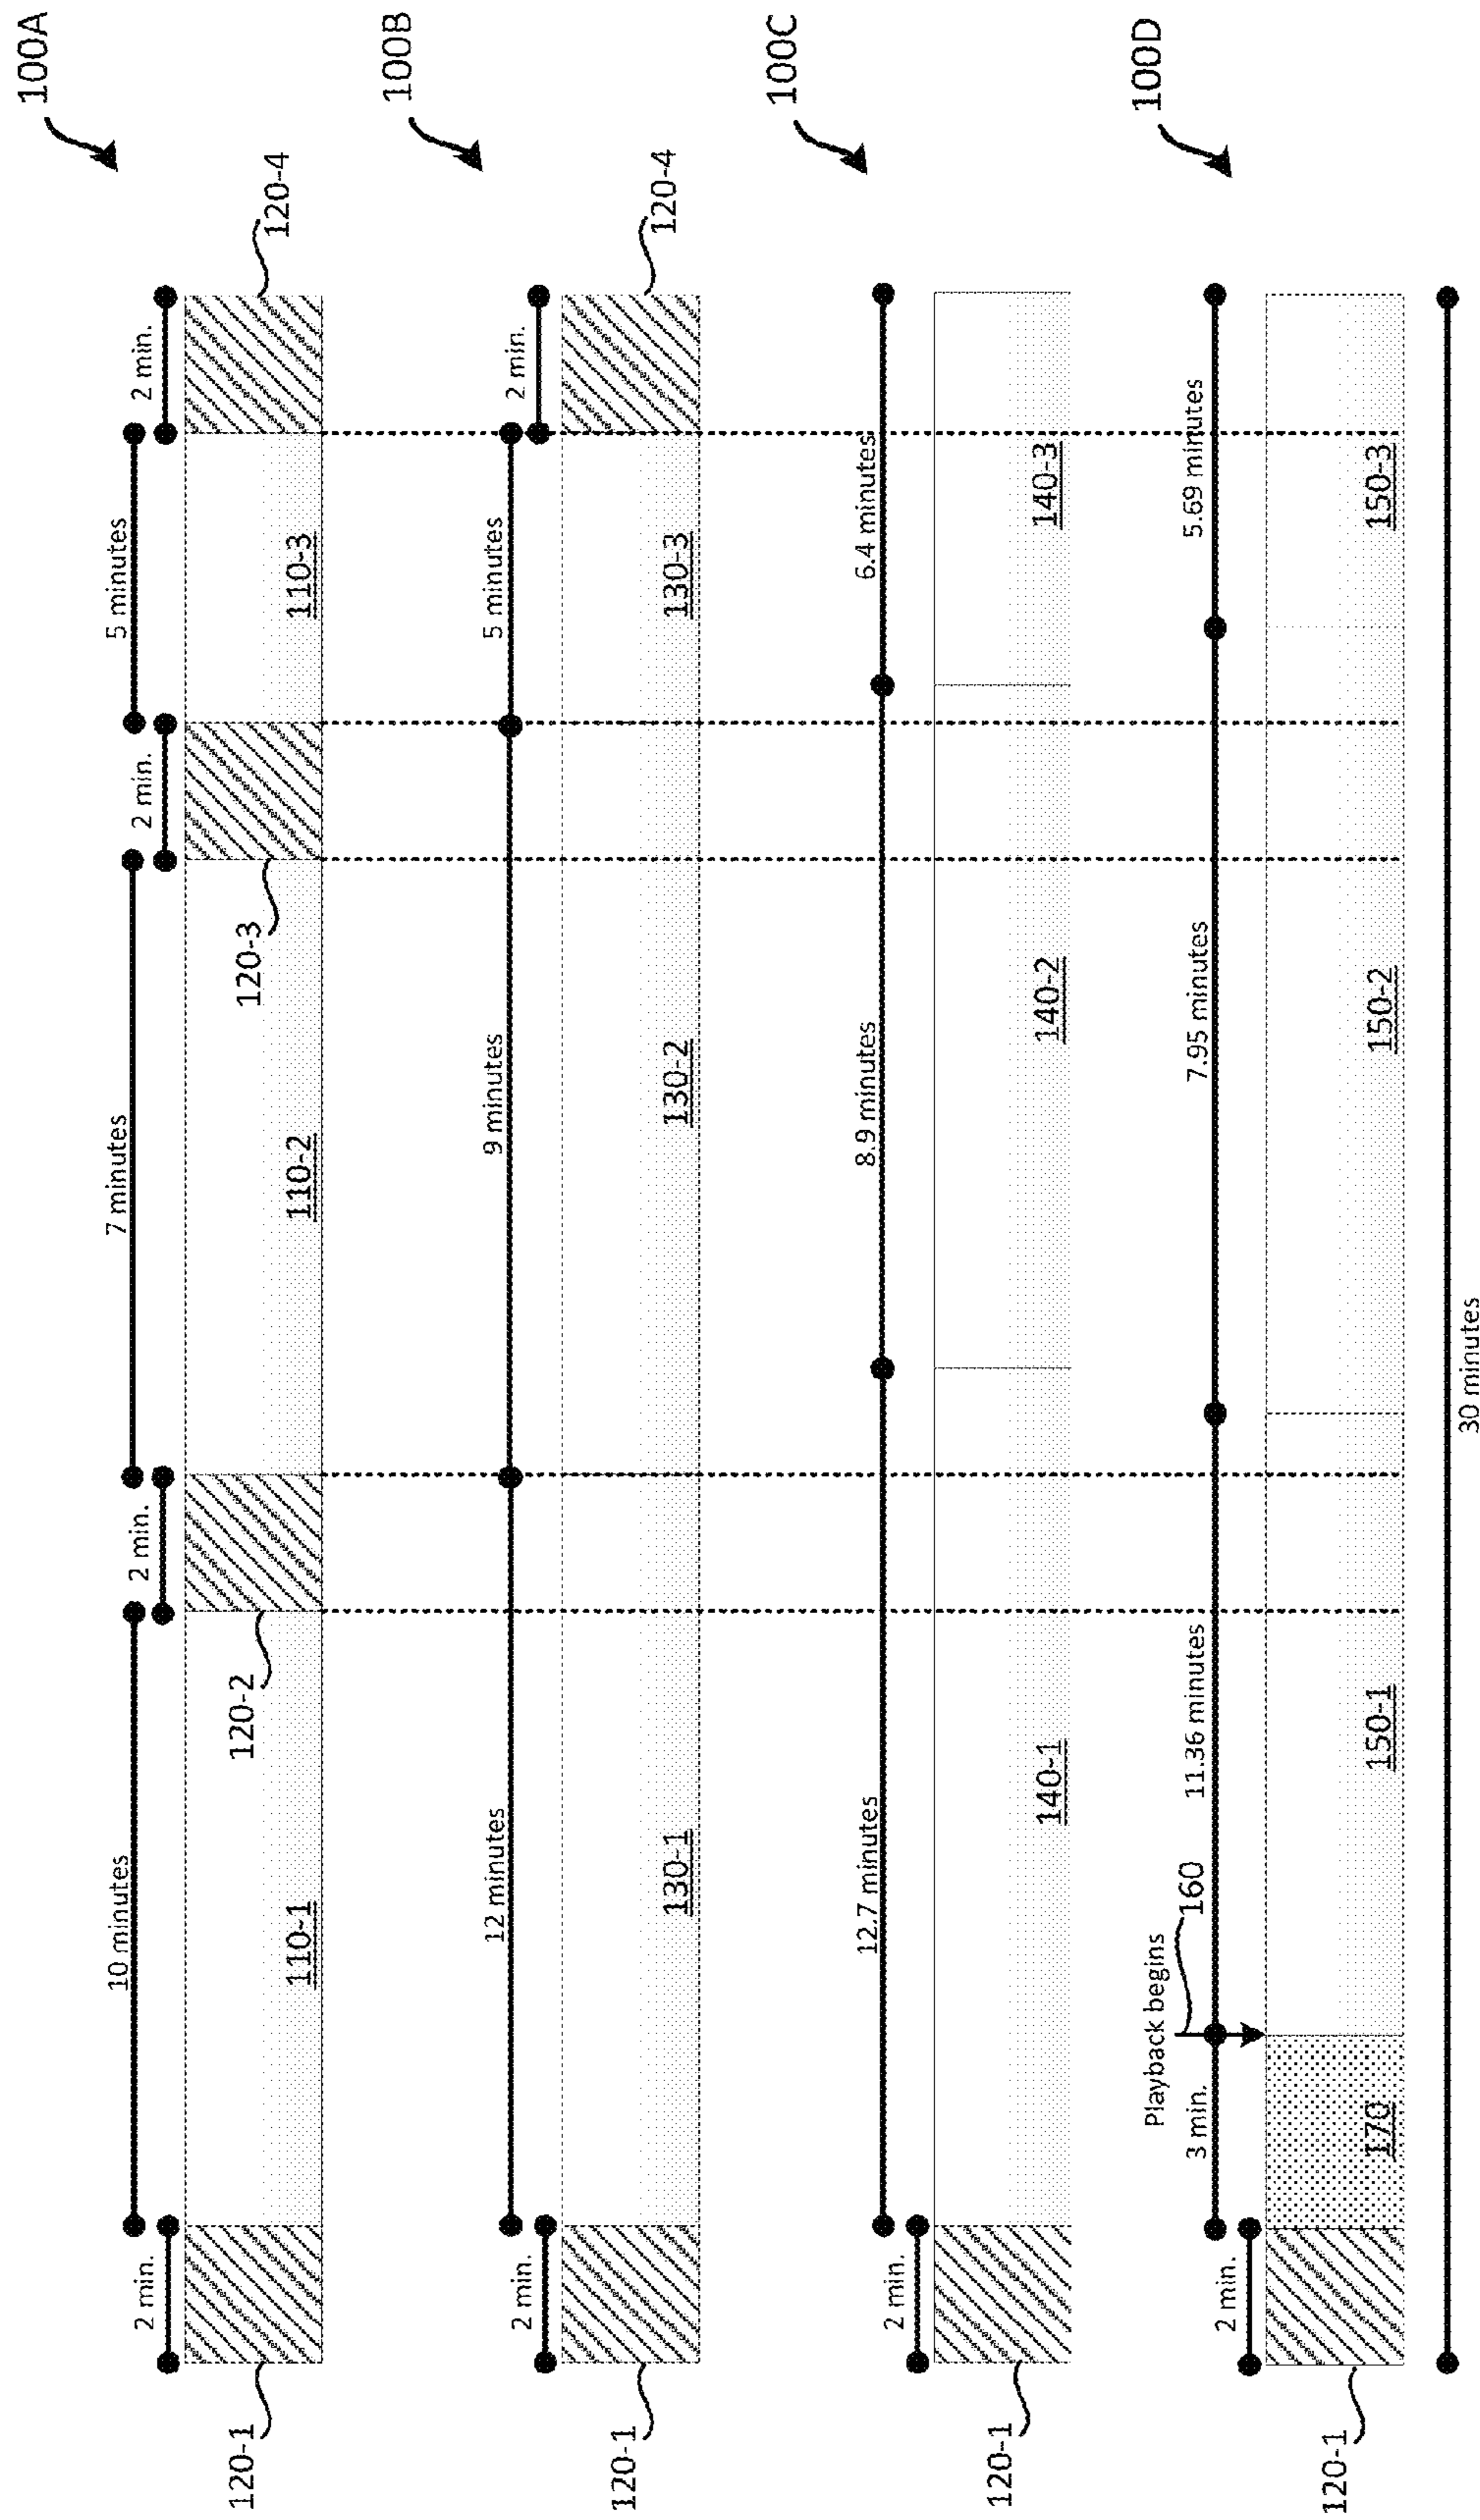 100A
2 min.
10 minutes
2 min.
7 minutes
2 min.
5 minutes
2 min.
110-1
110-2
110-3
120-1
120-2
120-3
120-4
100B
2 min.
12 minutes
9 minutes
5 minutes
2 min.
130-1
130-2
130-3
120-1
120-4
100C
2 min.
12.7 minutes
8.9 minutes
6.4 minutes
140-1
140-2
140-3
120-1
100D
Playback begins
160
2 min.
3 min.
11.36 minutes
7.95 minutes
5.69 minutes
170
150-1
150-2
150-3
120-1
30 minutes